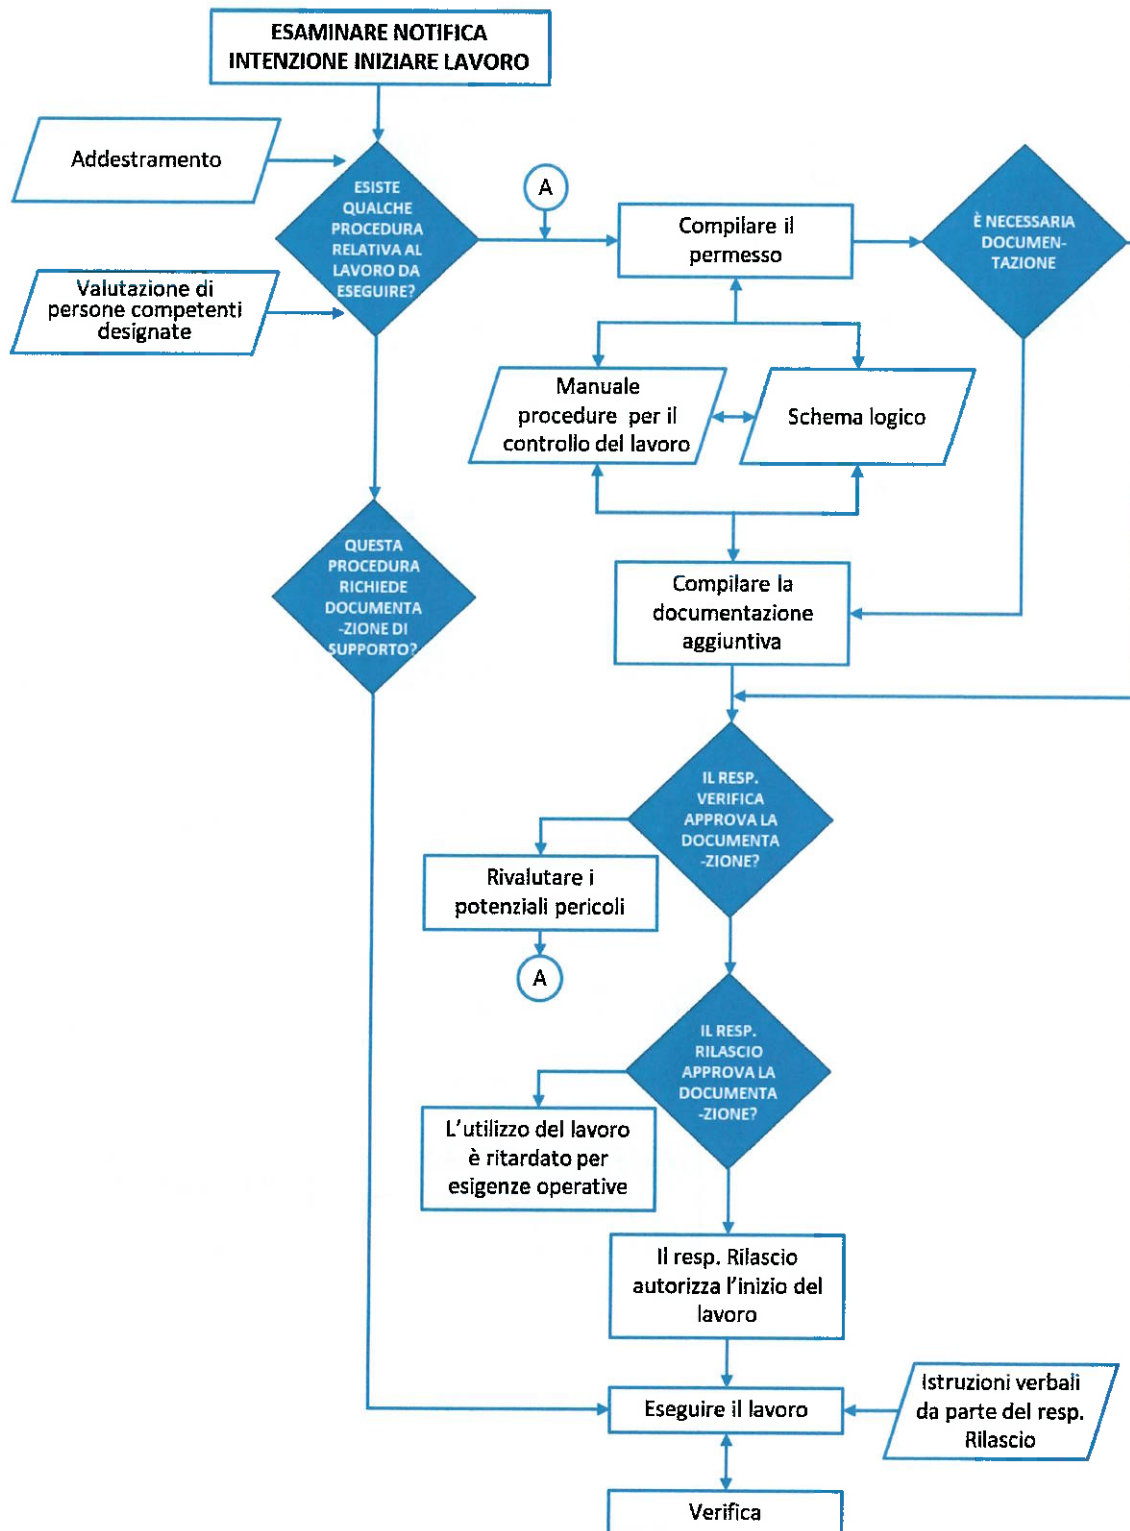 ESAMINARE NOTIFICA
INTENZIONE INIZIARE LAVORO
Addestramento
ESISTE
QUALCHE
PROCEDURA
RELATIVA AL
LAVORO DA
ESEGUIRE?
A
Compilare il
permesso
È NECESSARIA
DOCUMEN-
TAZIONE
Valutazione di
persone competenti
designate
Manuale
procedure per il
controllo del lavoro
Schema logico
QUESTA
PROCEDURA
RICHIEDE
DOCUMENTA
-ZIONE DI
SUPPORTO?
Compilare la
documentazione
aggiuntiva
IL RESP.
VERIFICA
APPROVA LA
DOCUMENTA
-ZIONE?
Rivalutare i
potenziali pericoli
A
IL RESP.
RILASCIO
APPROVA LA
DOCUMENTA
-ZIONE?
L'utilizzo del lavoro
è ritardato per
esigenze operative
Il resp. Rilascio
autorizza l'inizio del
lavoro
Eseguire il lavoro
Istruzioni verbali
da parte del resp.
Rilascio
Verifica